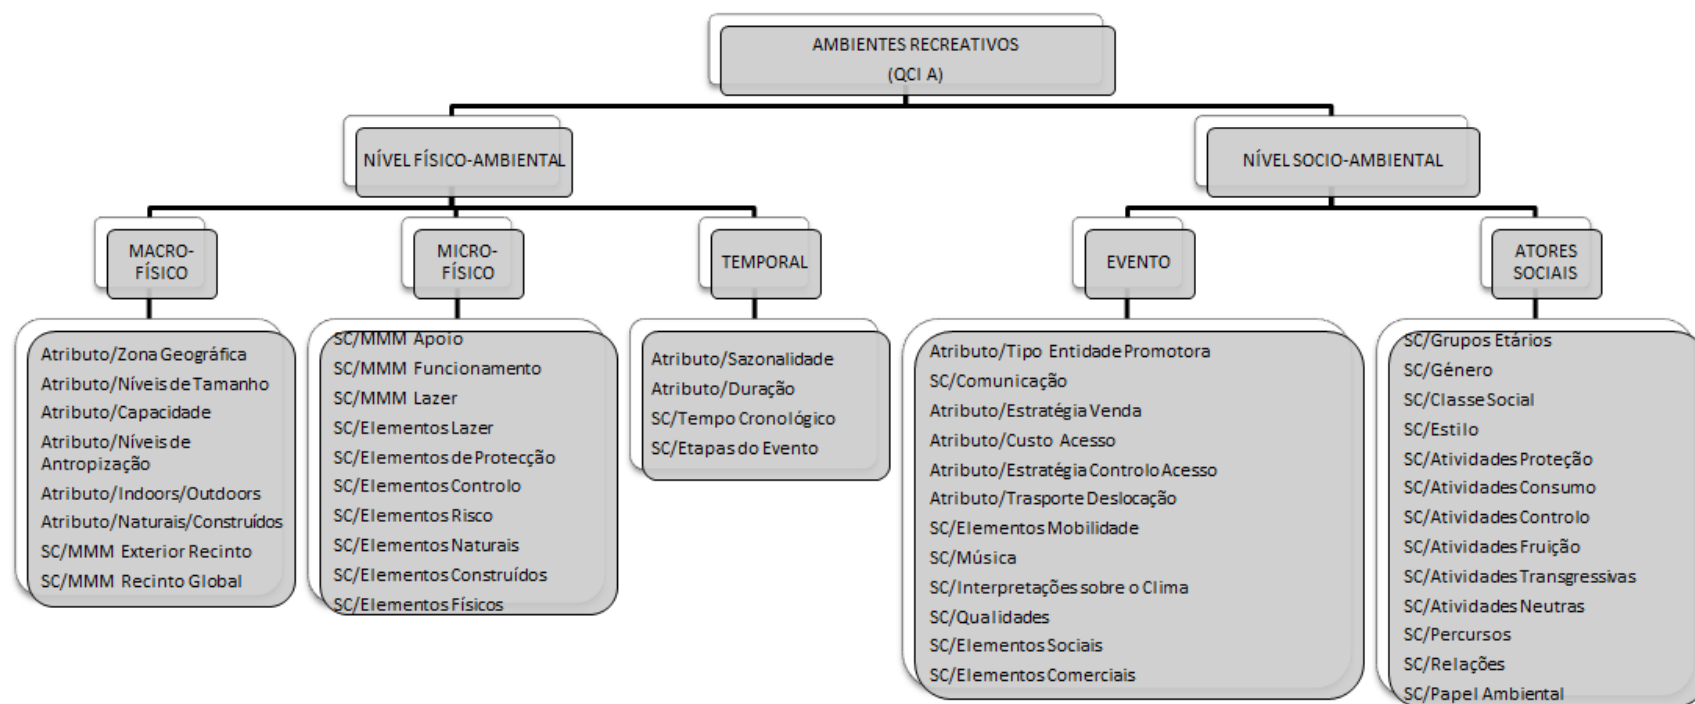 AMBIENTES RECREATIVOS
(QCI A)
NÍVEL FÍSICO-AMBIENTAL
NÍVEL SOCIO-AMBIENTAL
MACRO-
FÍSICO
MICRO-
FÍSICO
TEMPORAL
EVENTO
ATORES
SOCIAIS
Atributo/Zona Geográfica
Atributo/Níveis de Tamanho
Atributo/Capacidade
Atributo/Níveis de
Antropização
Atributo/Indoors/Outdoors
Atributo/Naturais/Construídos
SC/MMM Exterior Recinto
SC/MMM Recinto Global
SC/MMM Apoio
SC/MMM Funcionamento
SC/MMM Lazer
SC/Elementos Lazer
SC/Elementos de Protecção
SC/Elementos Controlo
SC/Elementos Risco
SC/Elementos Naturais
SC/Elementos Construídos
SC/Elementos Físicos
Atributo/Sazonalidade
Atributo/Duração
SC/Tempo Cronológico
SC/Etapas do Evento
Atributo/Tipo Entidade Promotora
SC/Comunicação
Atributo/Estratégia Venda
Atributo/Custo Acesso
Atributo/Estratégia Controlo Acesso
Atributo/Trasporte Deslocação
SC/Elementos Mobilidade
SC/Música
SC/Interpretações sobre o Clima
SC/Qualidades
SC/Elementos Sociais
SC/Elementos Comerciais
SC/Grupos Etários
SC/Género
SC/Classe Social
SC/Estilo
SC/Atividades Proteção
SC/Atividades Consumo
SC/Atividades Controlo
SC/Atividades Fruição
SC/Atividades Transgressivas
SC/Atividades Neutras
SC/Percursos
SC/Relações
SC/Papel Ambiental